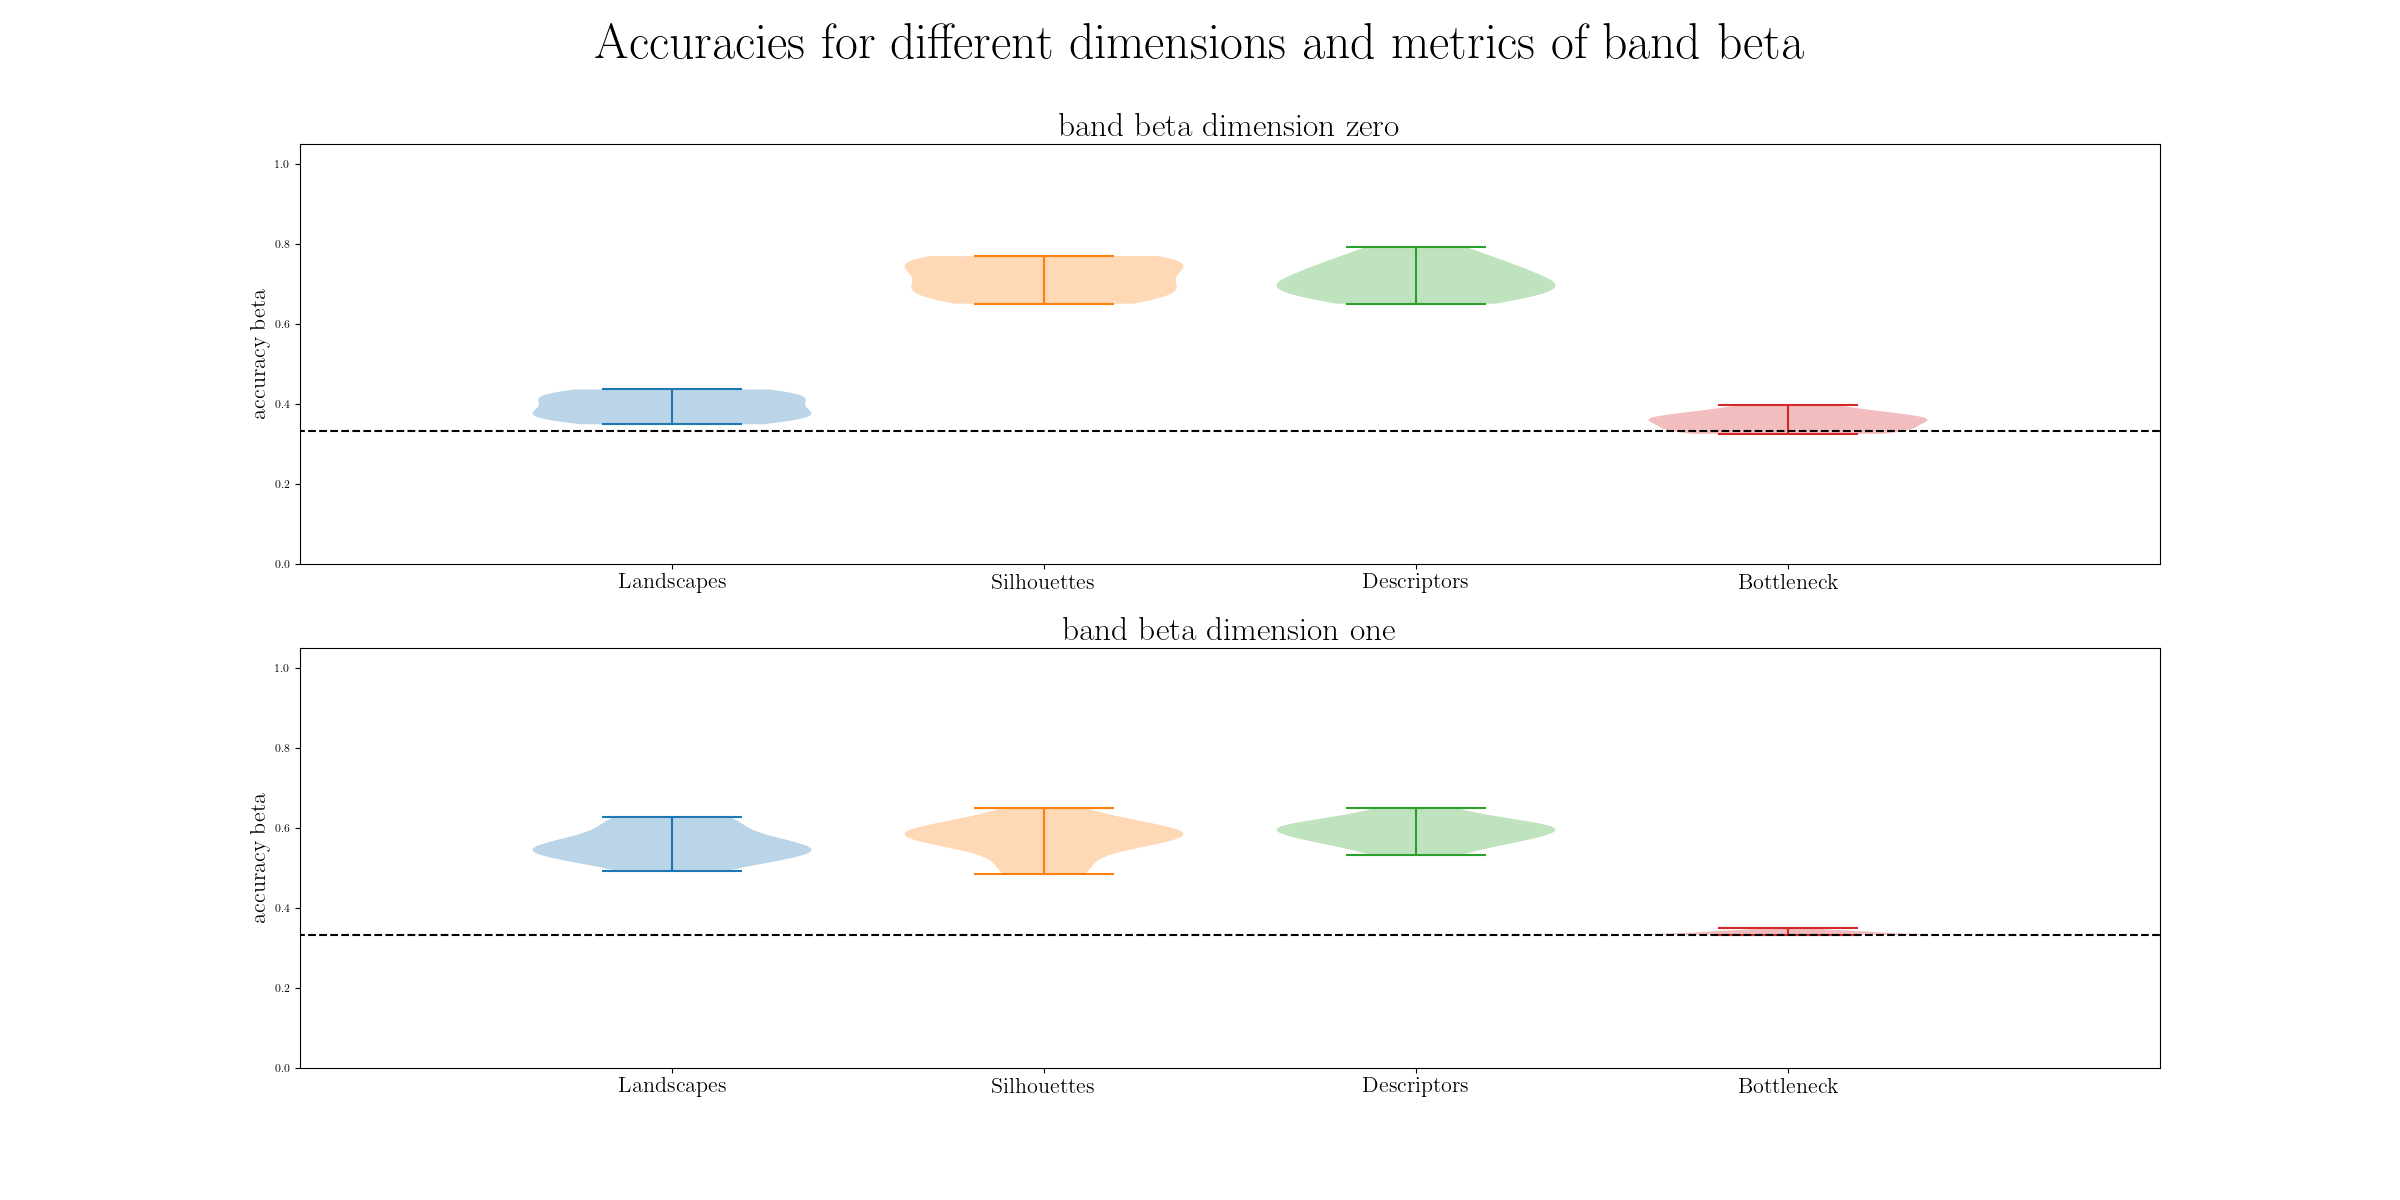 Accuracies for different dimensions and metrics of band beta
band beta dimension zero
accuracy beta
1.0
0.8
0.6
0.4
0.2
0.0
Landscapes Silhouettes Descriptors Bottleneck
band beta dimension one
accuracy beta
1.0
0.8
0.6
0.4
0.2
0.0
Landscapes Silhouettes Descriptors Bottleneck